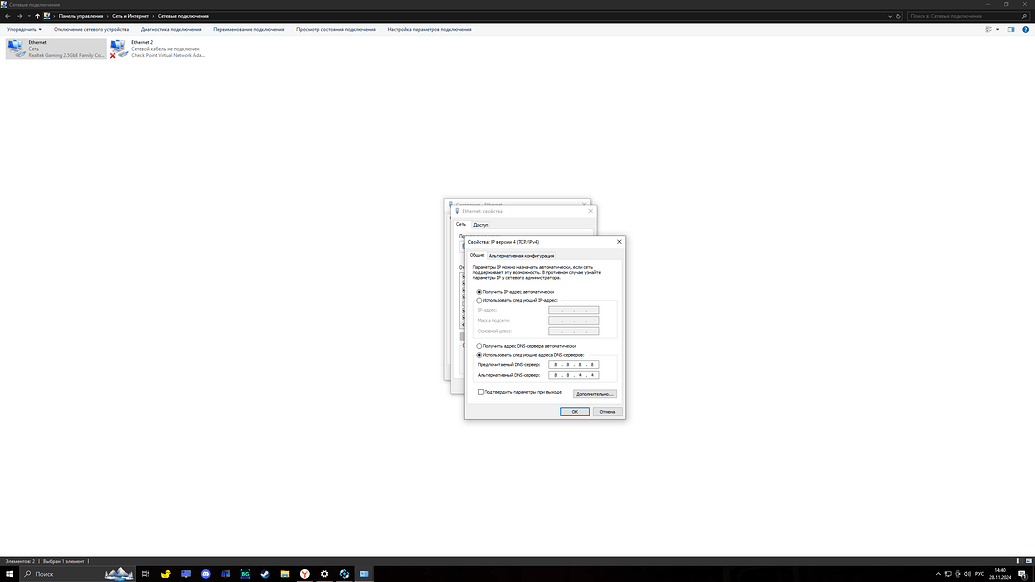 Сетевые подключения
Панель управления
Сеть и Интернет
Сетевые подключения
Поиск в: Сетевые подключения
Упорядочить
Отключение сетевого устройства
Диагностика подключения
Переименование подключения
Просмотр состояния подключения
Настройка параметров подключения
Ethernet
Сеть
Realtek Gaming 2.5GbE Family Co...
Ethernet 2
Сетевой кабель не подключен
Check Point Virtual Network Ada...
Ethernet: свойства
Сеть
Доступ
Свойства: IP версии 4 (TCP/IPv4)
Общие
Альтернативная конфигурация
Параметры IP можно назначать автоматически, если сеть
поддерживает эту возможность. В противном случае узнайте
параметры IP у сетевого администратора.
Получить IP-адрес автоматически
Использовать следующий IP-адрес:
IP-адрес:
Маска подсети:
Основной шлюз:
Получить адрес DNS-сервера автоматически
Использовать следующие адреса DNS-серверов:
Предпочитаемый DNS-сервер:
8 . 8 . 8 . 8
Альтернативный DNS-сервер:
8 . 8 . 4 . 4
Подтвердить параметры при выходе
Дополнительно...
ОК
Отмена
Элементов: 2
Выбран 1 элемент
Поиск
РУС
14:40
28.11.2024